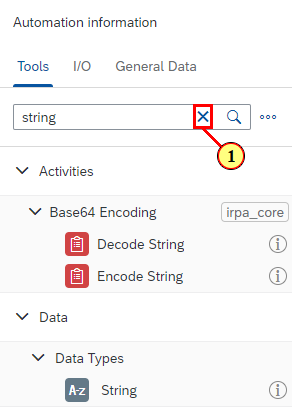 Automation information
Tools I/O General Data
string
1
Activities
Base64 Encoding irpa_core
Decode String
Encode String
Data
Data Types
A-z String